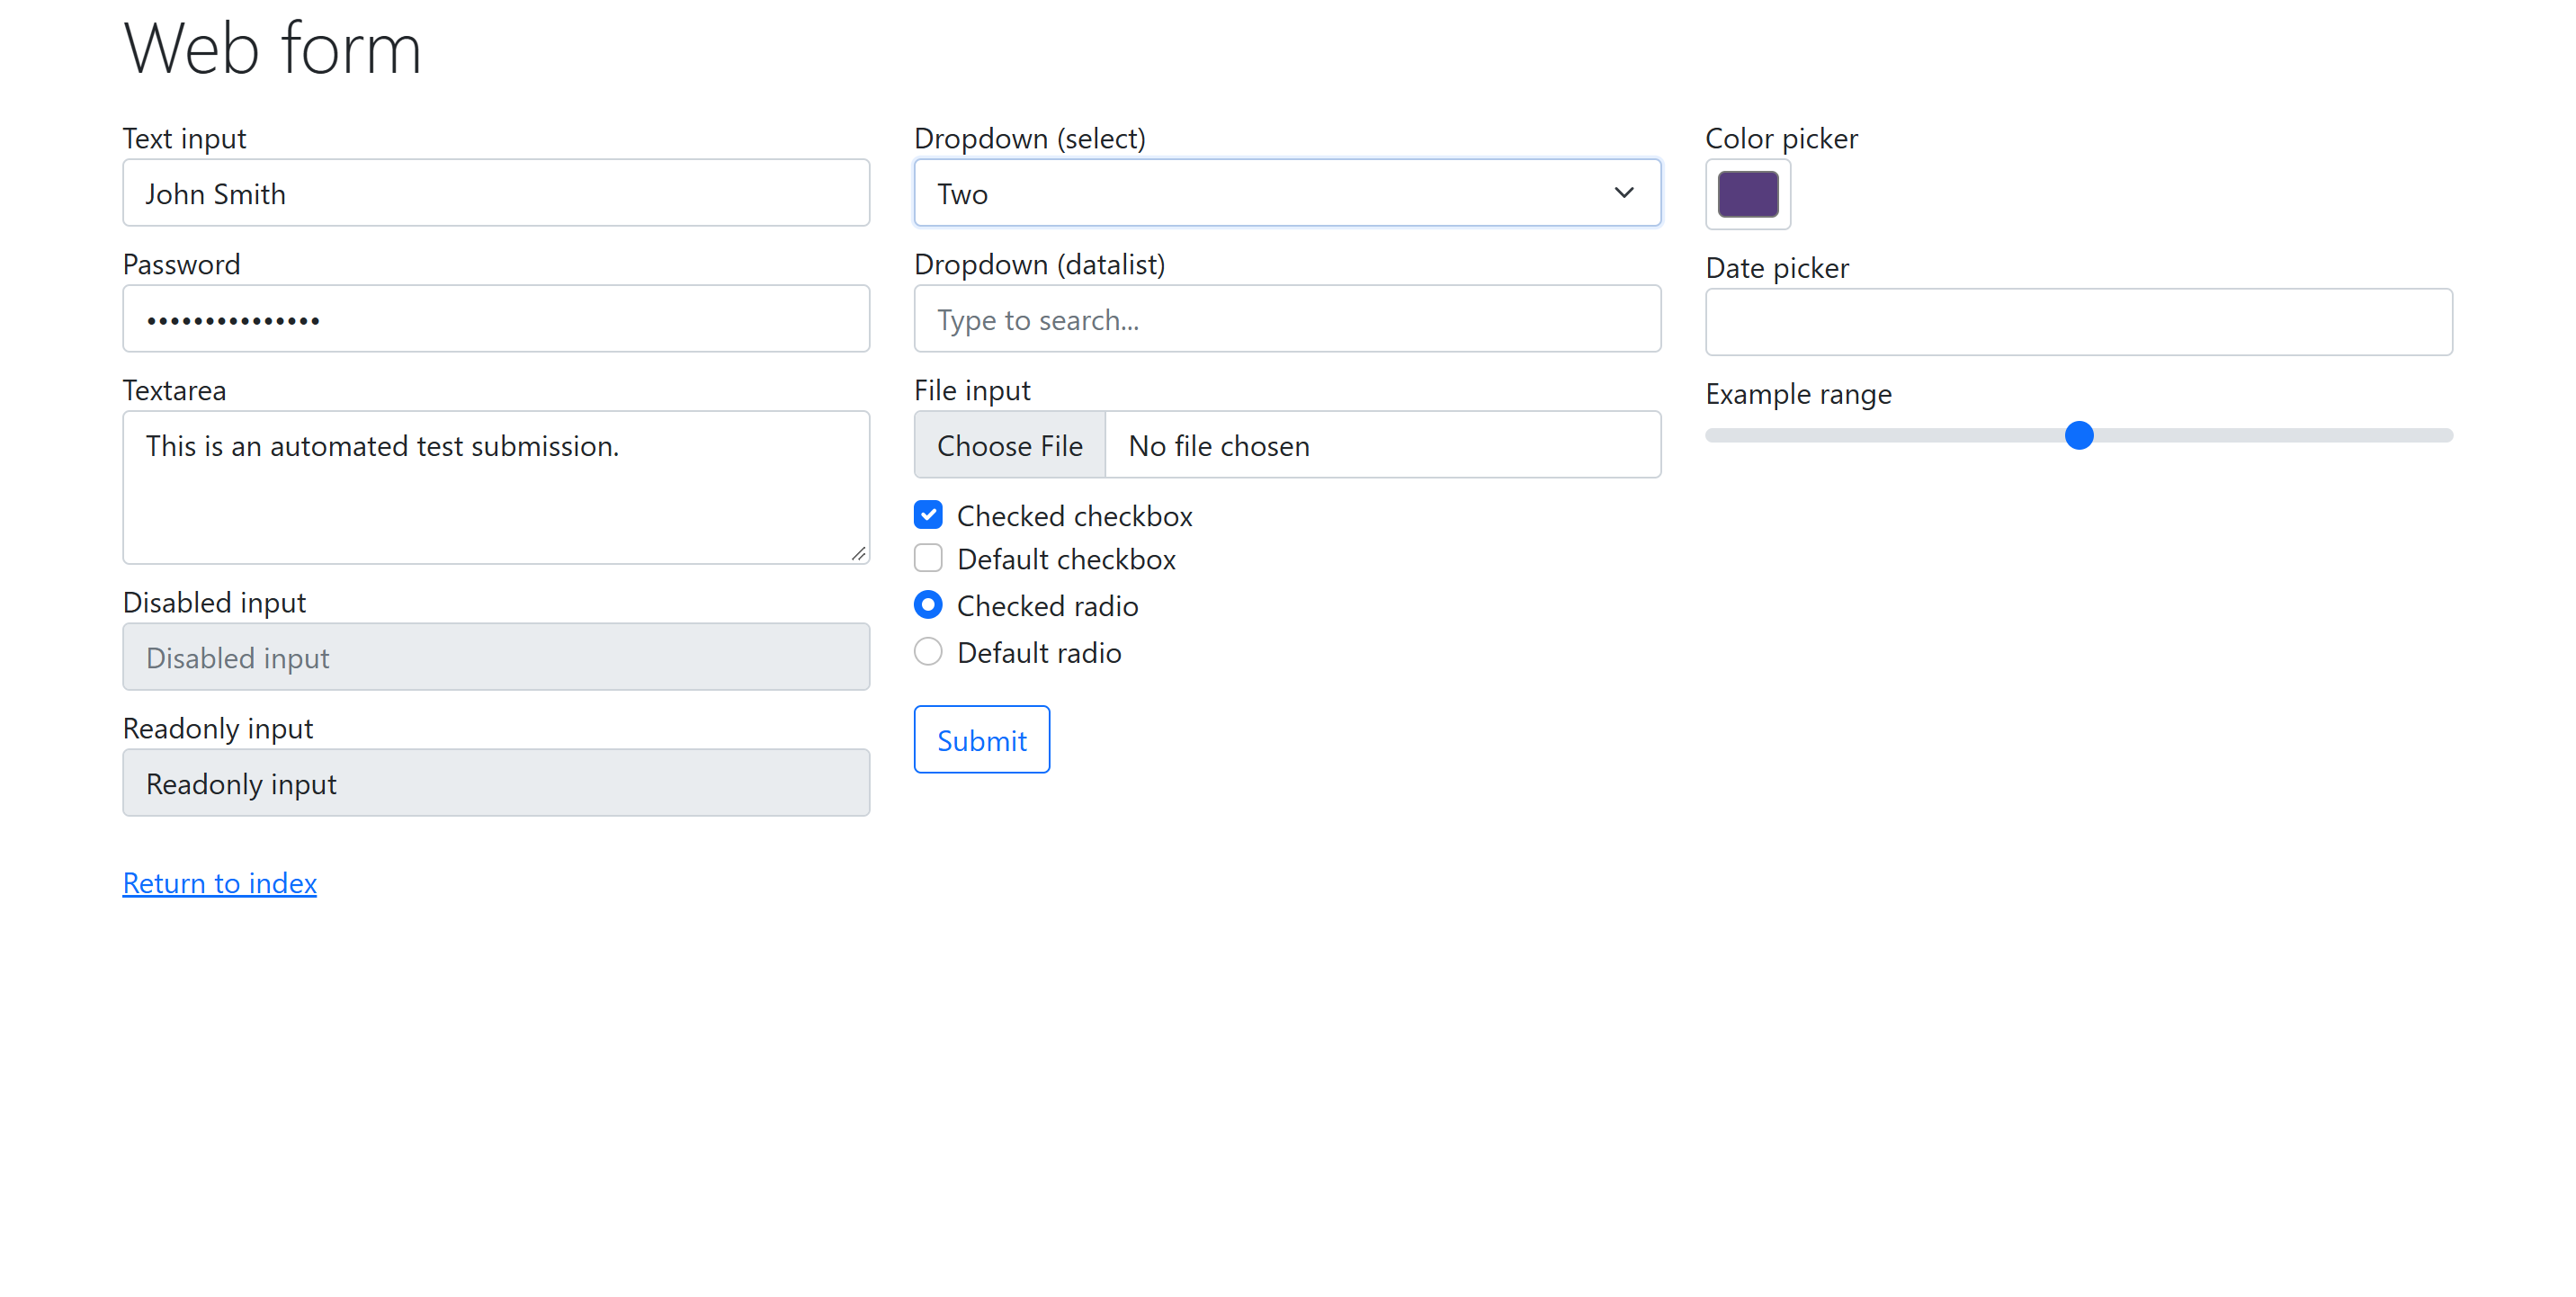 Web form
Text input
John Smith
Password
•••••••••••••••
Textarea
This is an automated test submission.
Disabled input
Disabled input
Readonly input
Readonly input
Return to index
Dropdown (select)
Two
Dropdown (datalist)
Type to search...
File input
Choose File No file chosen
Checked checkbox
Default checkbox
Checked radio
Default radio
Submit
Color picker
Date picker
Example range